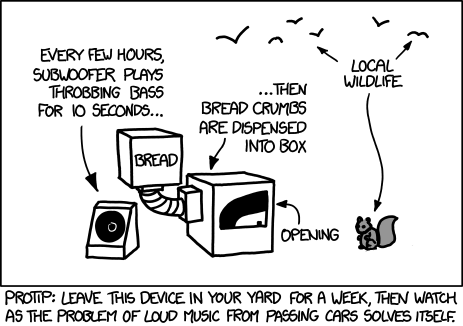 EVERY FEW HOURS,
SUBWOOFER PLAYS
THROBBING BASS
FOR 10 SECONDS...
...THEN
BREAD CRUMBS
ARE DISPENSED
INTO BOX
LOCAL
WILDLIFE
BREAD
OPENING
PROTIP: LEAVE THIS DEVICE IN YOUR YARD FOR A WEEK, THEN WATCH
AS THE PROBLEM OF LOUD MUSIC FROM PASSING CARS SOLVES ITSELF.